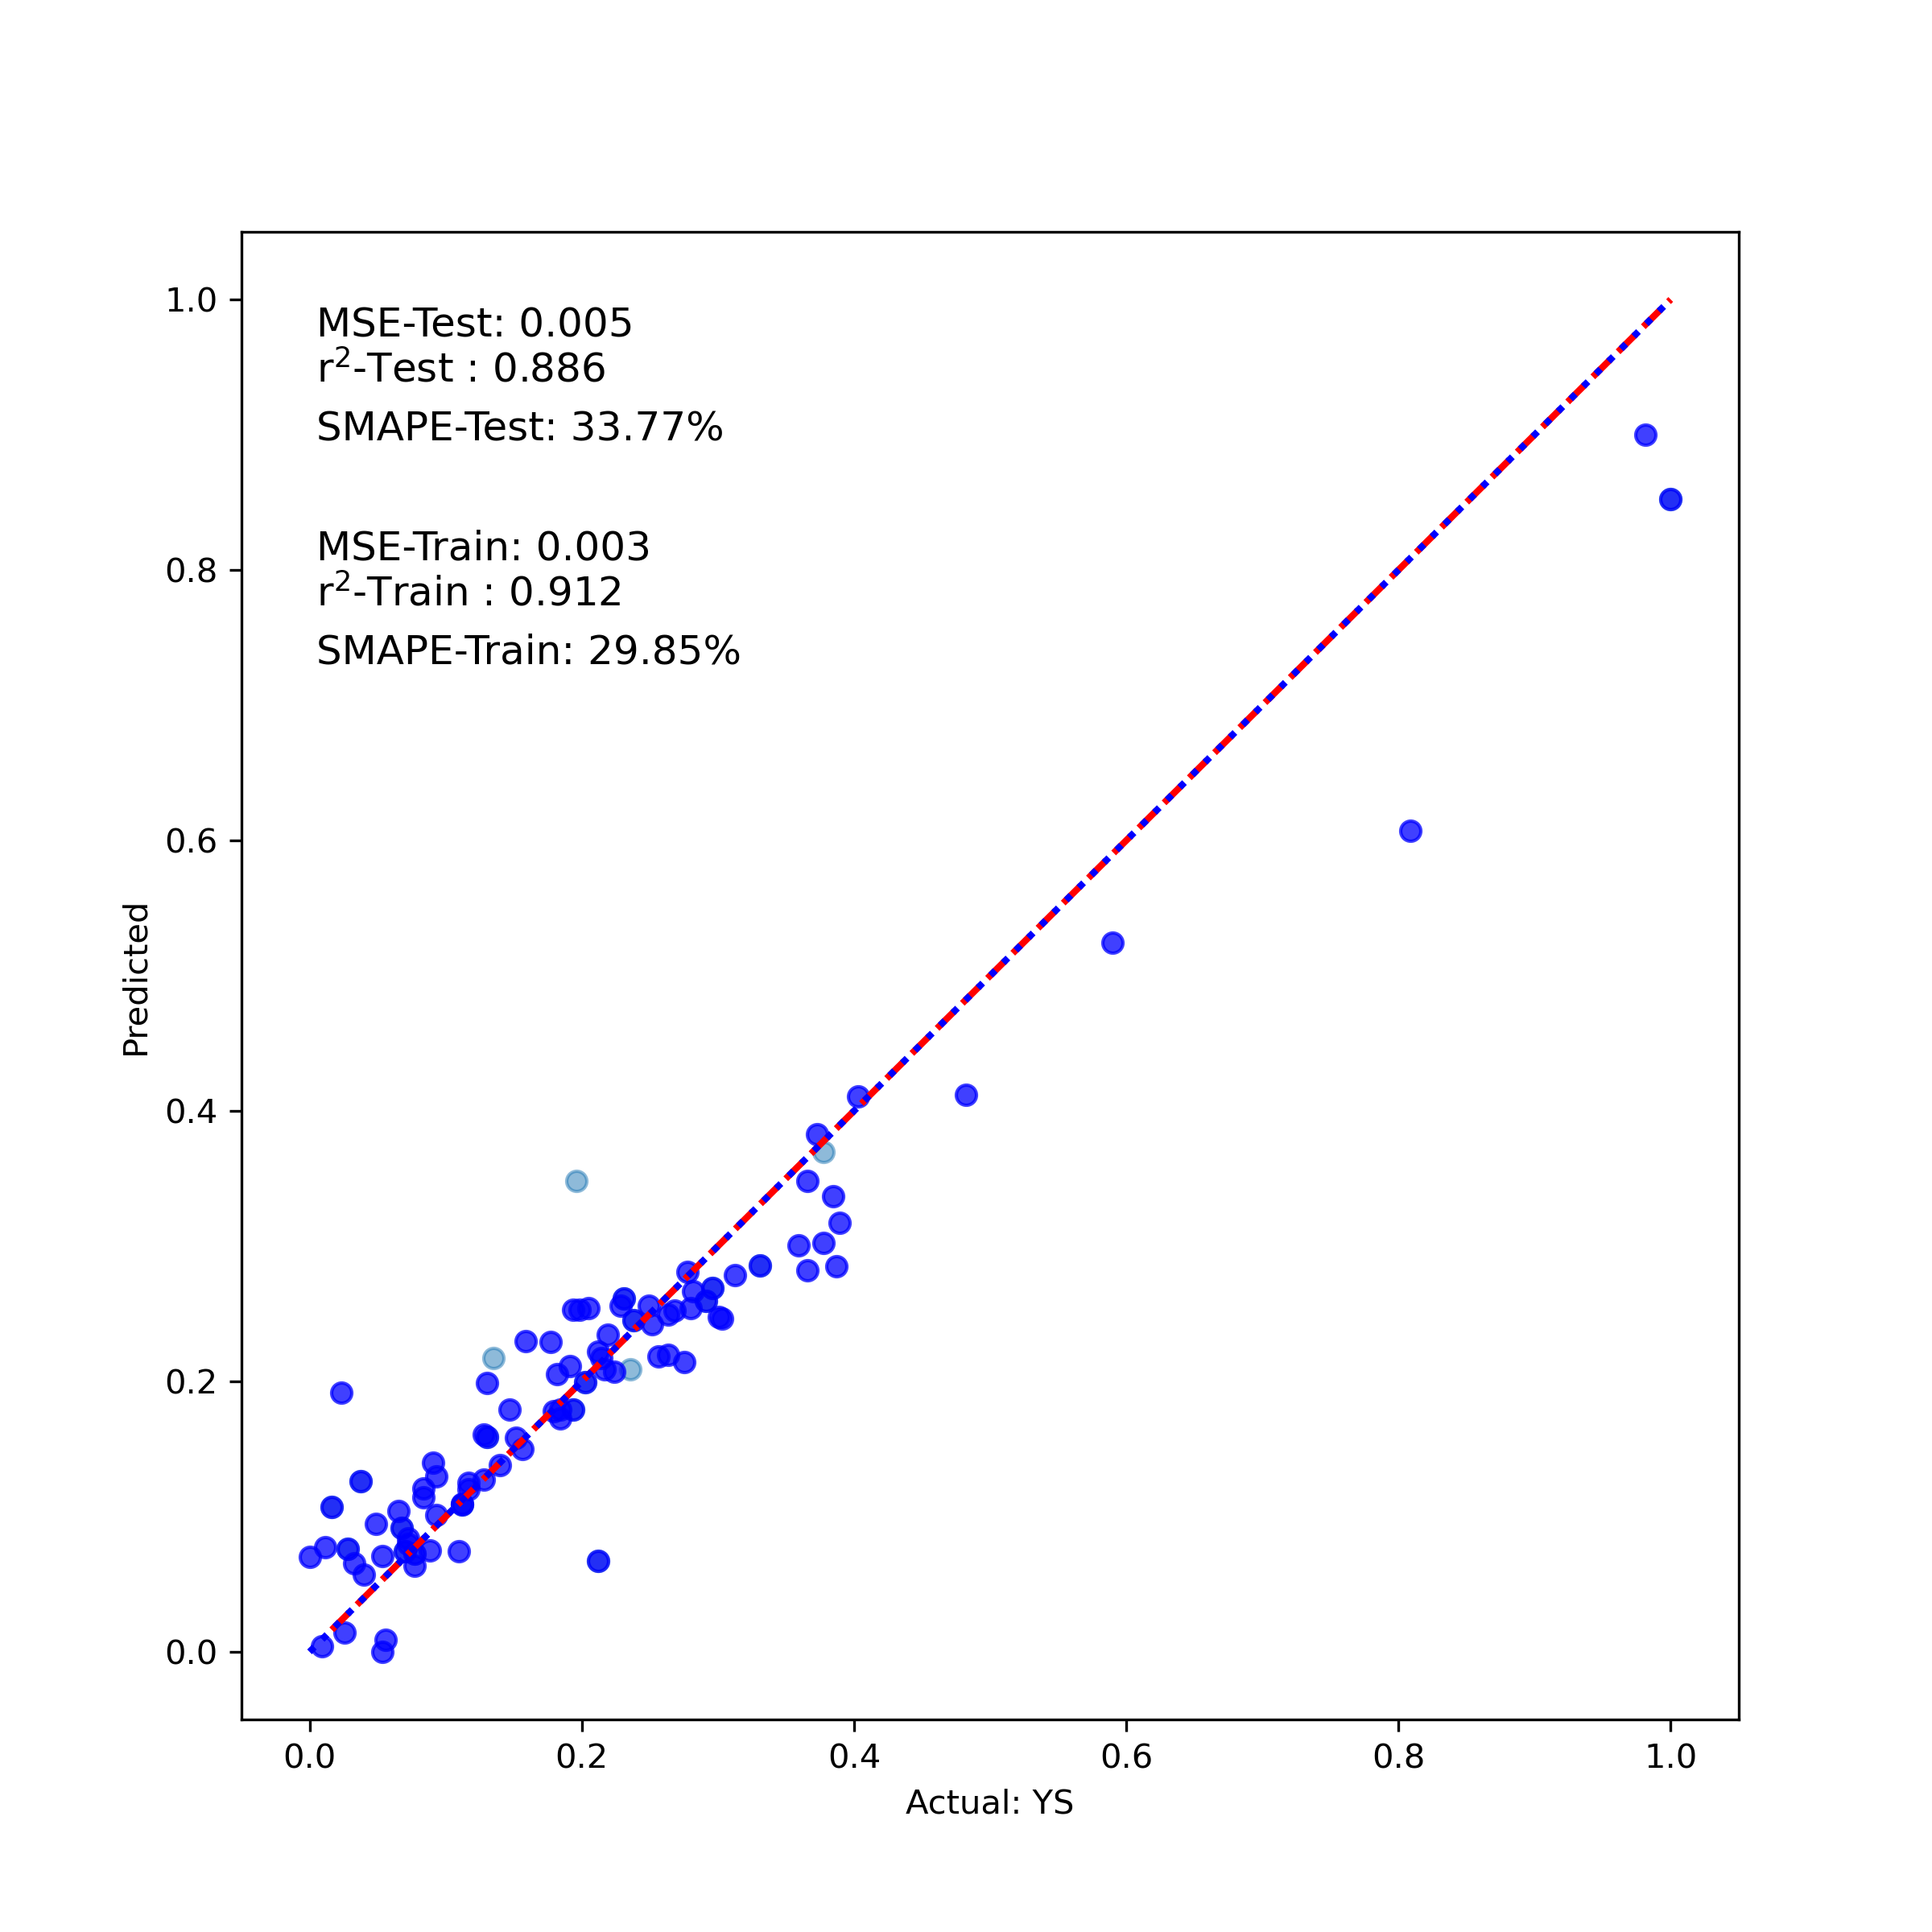 MSE-Test: 0.005
r²-Test : 0.886
SMAPE-Test: 33.77%
MSE-Train: 0.003
r²-Train : 0.912
SMAPE-Train: 29.85%
1.0
0.8
0.6
0.4
0.2
0.0
Predicted
0.0 0.2 0.4 0.6 0.8 1.0
Actual: YS